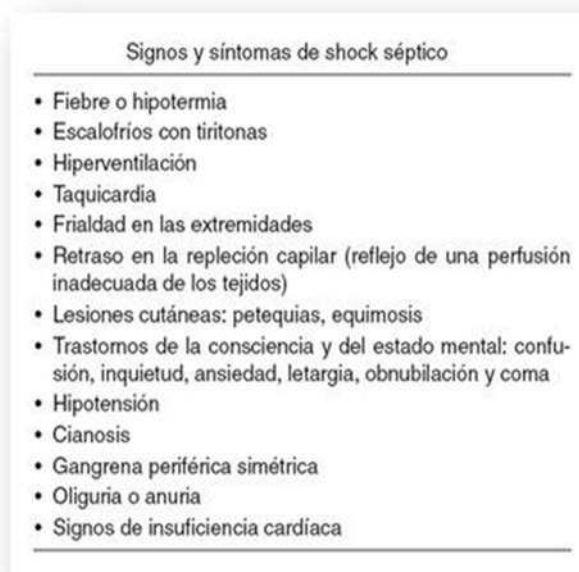 Signos y síntomas de shock séptico
• Fiebre o hipotermia
• Escalofríos con tiritonas
• Hiperventilación
• Taquicardia
• Frialdad en las extremidades
• Retraso en la repleción capilar (reflejo de una perfusión
inadecuada de los tejidos)
• Lesiones cutáneas: petequias, equimosis
• Trastornos de la consciencia y del estado mental: confu-
sión, inquietud, ansiedad, letargia, obnubilación y coma
• Hipotensión
• Cianosis
• Gangrena periférica simétrica
• Oliguria o anuria
• Signos de insuficiencia cardíaca